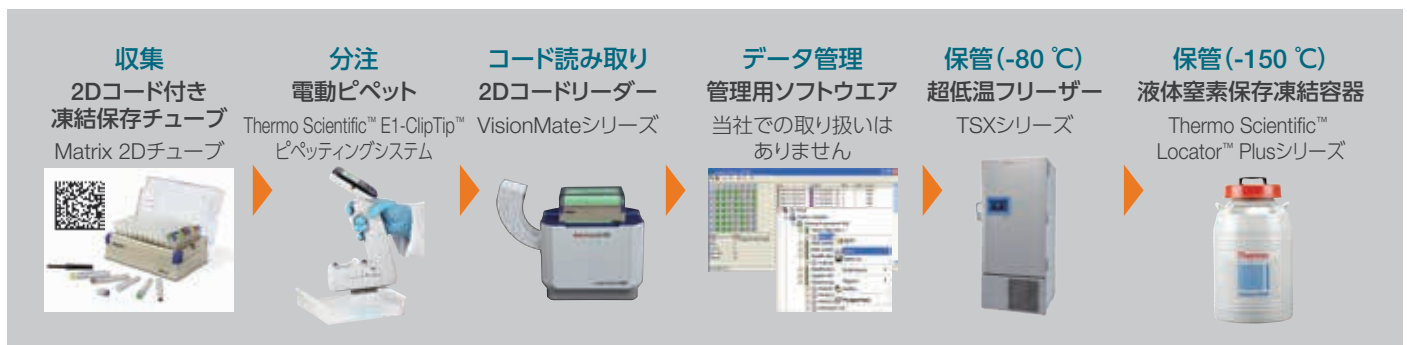 収集
2Dコード付き
凍結保存チューブ
Matrix 2Dチューブ
分注
電動ピペット
Thermo Scientific™ E1-ClipTip™
ピペッティングシステム
コード読み取り
2Dコードリーダー
VisionMateシリーズ
データ管理
管理用ソフトウエア
当社での取り扱いは
ありません
保管(-80 ℃)
超低温フリーザー
TSXシリーズ
保管(-150 ℃)
液体窒素保存凍結容器
Thermo Scientific™
Locator™ Plusシリーズ
Thermo